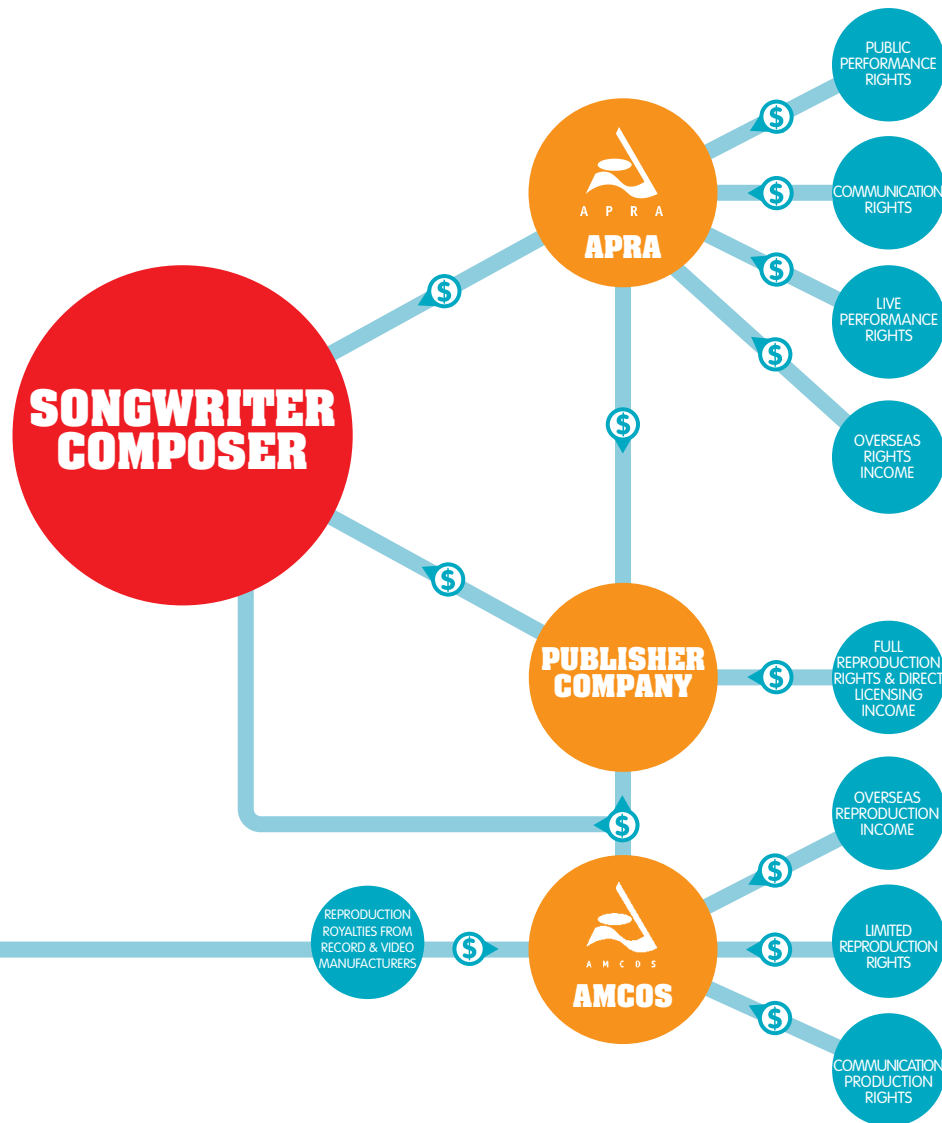 PUBLIC
PERFORMANCE
RIGHTS
$
A P R A
APRA
$
COMMUNICATION
RIGHTS
$
LIVE
PERFORMANCE
RIGHTS
$
$
OVERSEAS
RIGHTS
INCOME
SONGWRITER
COMPOSER
$
$
PUBLISHER
COMPANY
$
FULL
REPRODUCTION
RIGHTS & DIRECT
LICENSING
INCOME
OVERSEAS
REPRODUCTION
INCOME
$
$
REPRODUCTION
ROYALTIES FROM
RECORD & VIDEO
MANUFACTURERS
$
A M C O S
AMCOS
$
LIMITED
REPRODUCTION
RIGHTS
$
COMMUNICATION
PRODUCTION
RIGHTS